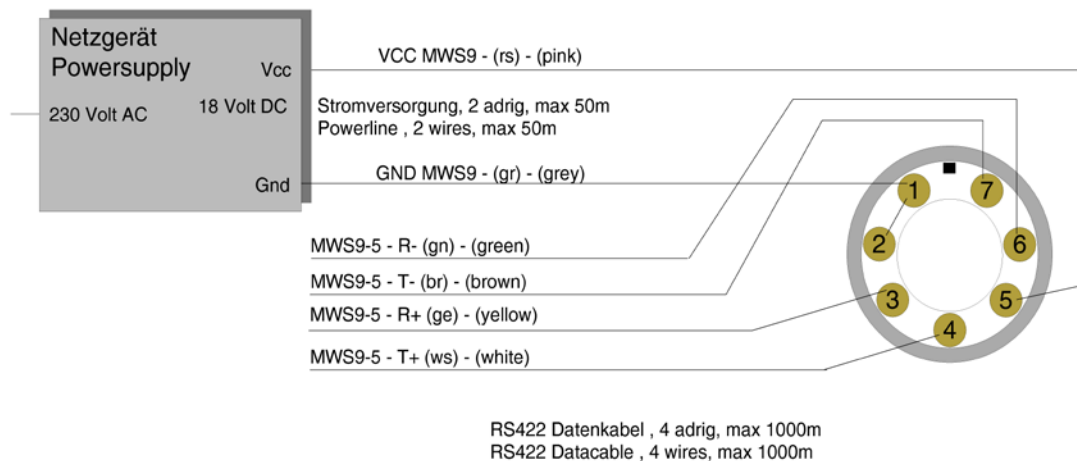 Netzgerät
Powersupply
Vcc
230 Volt AC
18 Volt DC
Gnd
VCC MWS9 - (rs) - (pink)
Stromversorgung, 2 adrig, max 50m
Powerline , 2 wires, max 50m
GND MWS9 - (gr) - (grey)
MWS9-5 - R- (gn) - (green)
MWS9-5 - T- (br) - (brown)
MWS9-5 - R+ (ge) - (yellow)
MWS9-5 - T+ (ws) - (white)
1
7
2
6
3
5
4
RS422 Datenkabel , 4 adrig, max 1000m
RS422 Datacable , 4 wires, max 1000m